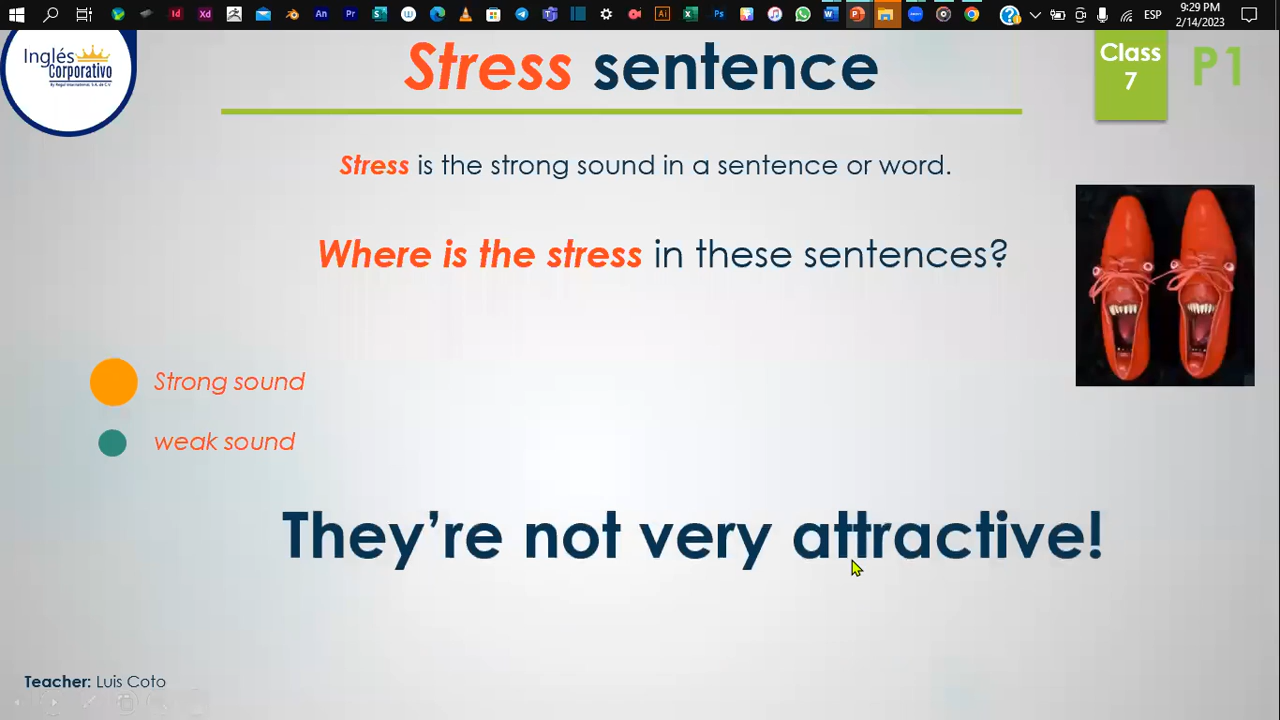 ESP
9:29 PM
2/14/2023
Inglés
Corporativo
Stress sentence
Class
7
P1
Stress is the strong sound in a sentence or word.
Where is the stress in these sentences?
Strong sound
weak sound
They're not very attractive!
Teacher: Luis Coto